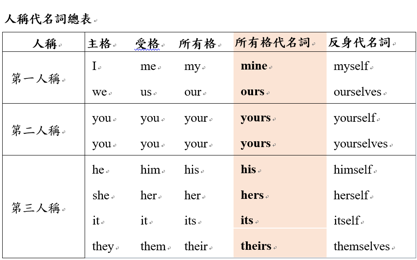 人稱代名詞總表
人稱 主格 受格 所有格 所有格代名詞 反身代名詞
第一人稱 I me my mine myself
we us our ours ourselves
第二人稱 you you your yours yourself
you you your yours yourselves
第三人稱 he him his his himself
she her her hers herself
it it its its itself
they them their theirs themselves